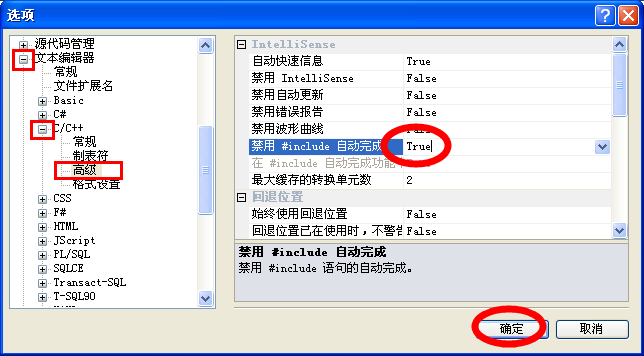 选项
源代码管理
文本编辑器
常规
文件扩展名
Basic
C#
C/C++
常规
制表符
高级
格式设置
CSS
F#
HTML
JScript
PL/SQL
SQLCE
Transact-SQL
T-SQL90
IntelliSense
自动快速信息 True
禁用 IntelliSense False
禁用自动更新 False
禁用错误报告 False
禁用波形曲线 False
禁用 #include 自动完成 True
在 #include 自动完成功能
最大缓存的转换单元数 2
回退位置
始终使用回退位置 False
回退位置已在使用时，不警告 False
禁用 #include 自动完成
禁用 #include 语句的自动完成。
确定 取消